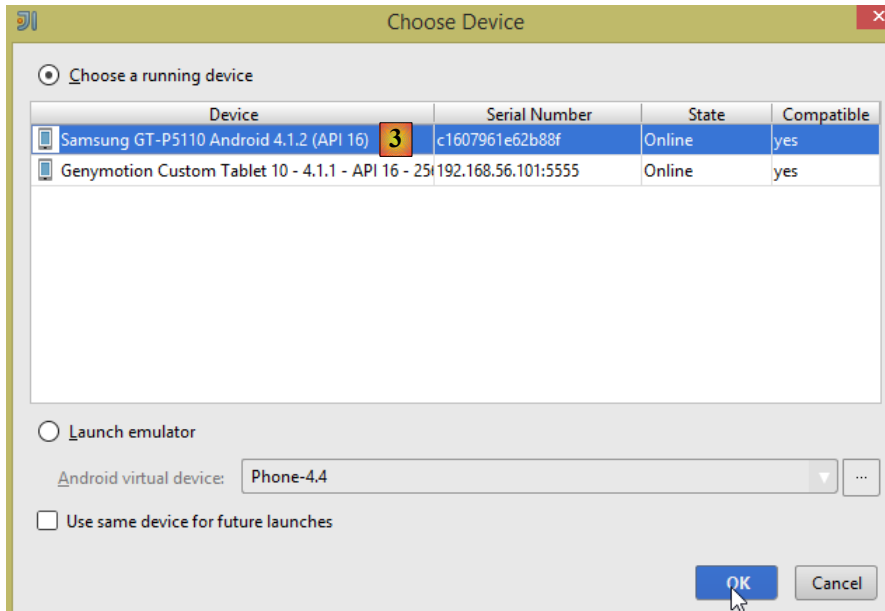 Choose Device
Choose a running device
Device Serial Number State Compatible
Samsung GT-P5110 Android 4.1.2 (API 16) 3 c1607961e62b88f Online yes
Genymotion Custom Tablet 10 - 4.1.1 - API 16 - 25 192.168.56.101:5555 Online yes
Launch emulator
Android virtual device: Phone-4.4 ...
Use same device for future launches
OK Cancel